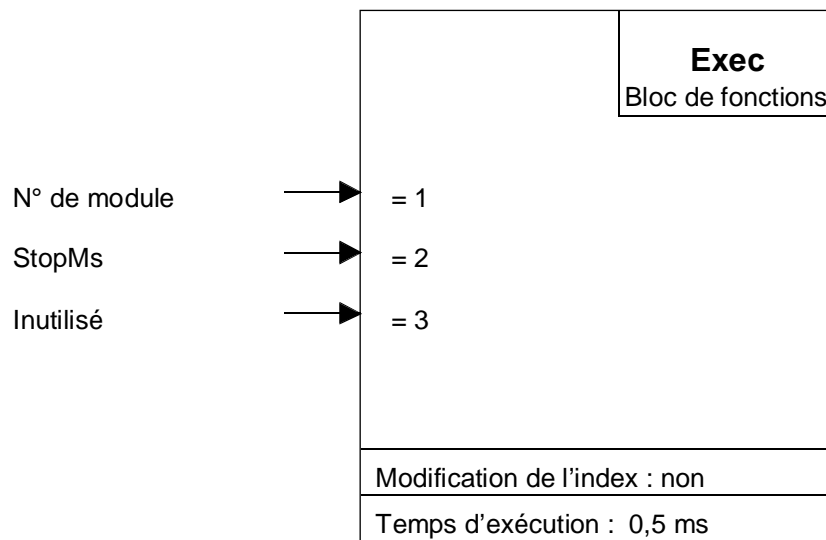 Exec
Bloc de fonctions
N° de module = 1
StopMs = 2
Inutilisé = 3
Modification de l'index : non
Temps d'exécution : 0,5 ms